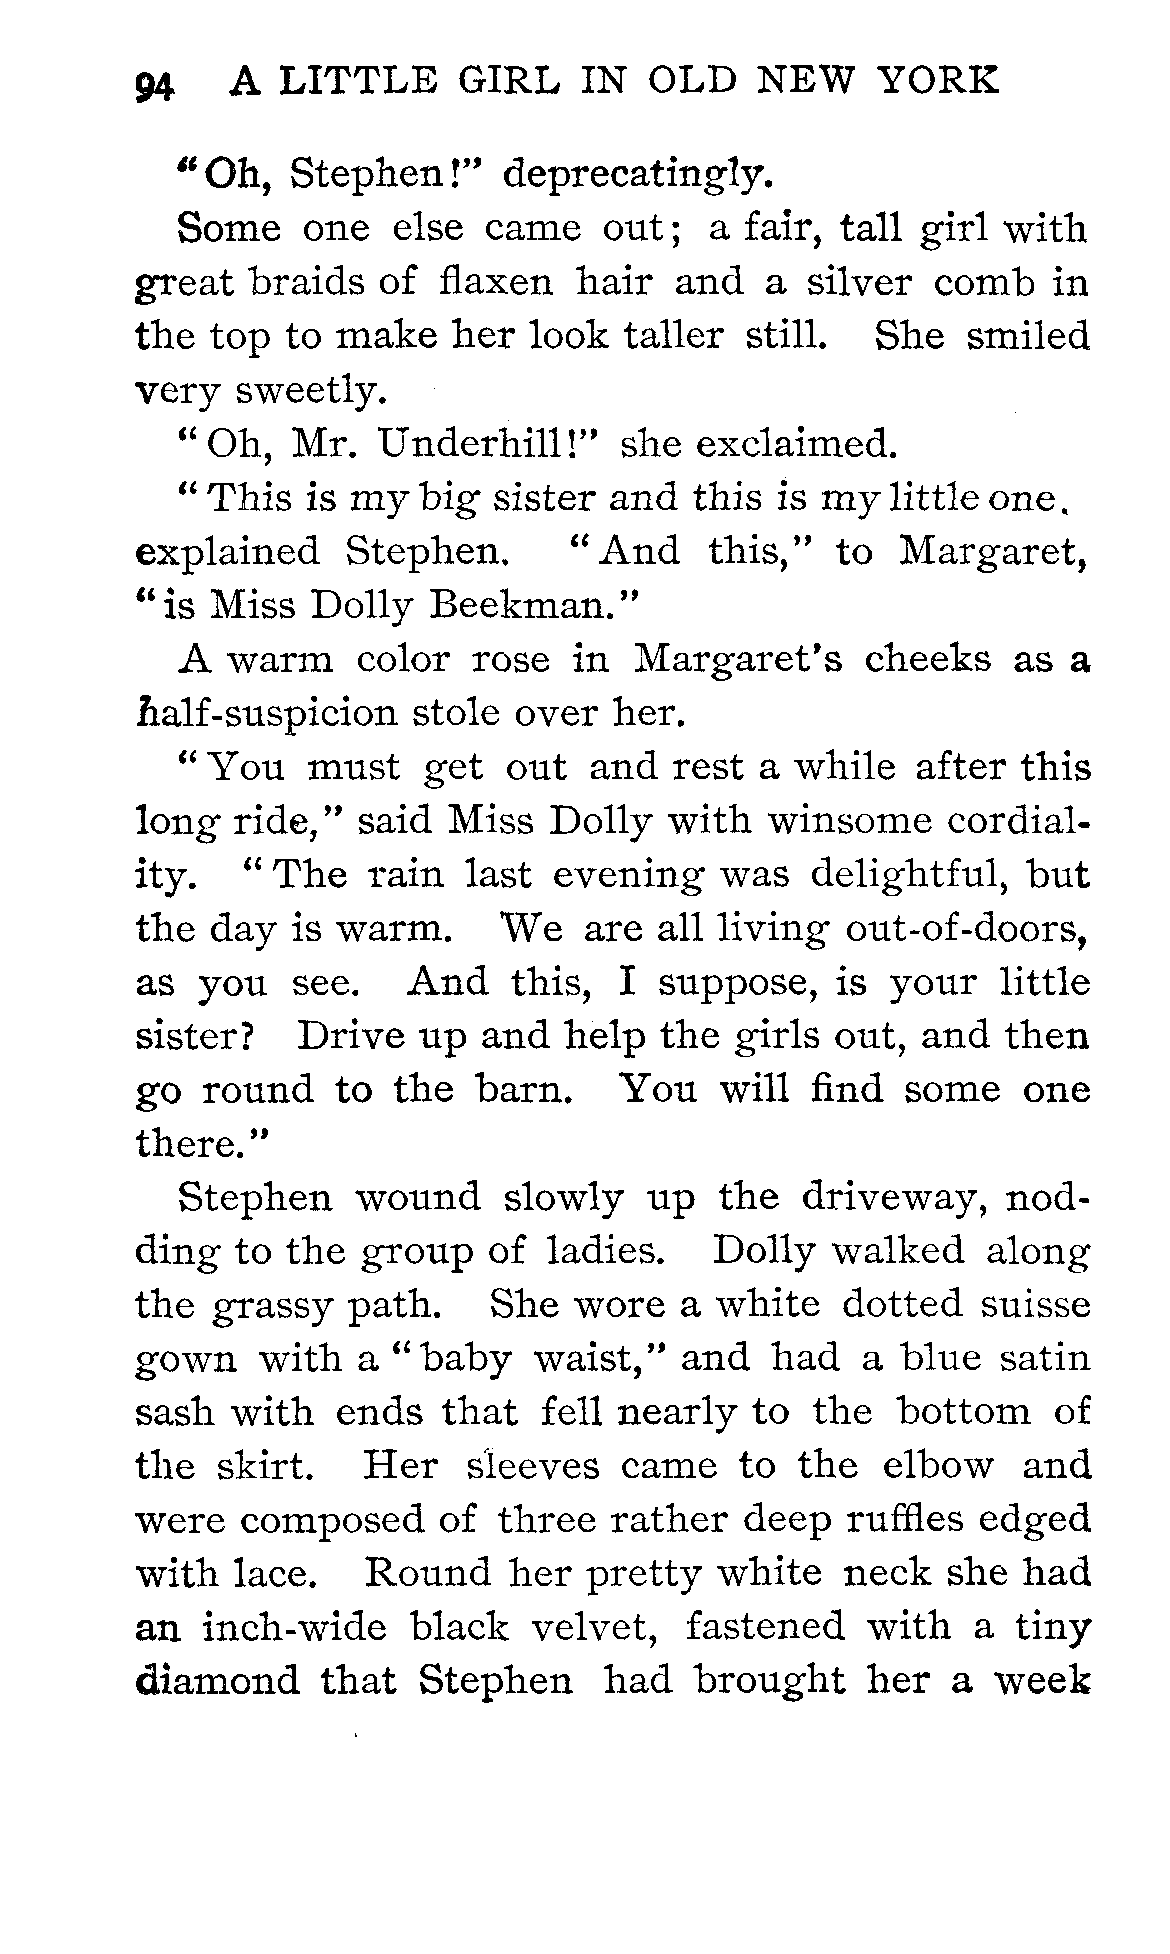 94 A LITTLE GIRL IN OLD NEW YORK
“Oh, Stephen!” deprecatingly.
Some one else came out; a fair, tall girl with
great braids of flaxen hair and a silver comb in
the top to make her look taller still. She smiled
very sweetly.
“Oh, Mr. Underhill!” she exclaimed.
“This is my big sister and this is my little one.
explained Stephen. “And this,” to Margaret,
“is Miss Dolly Beekman.”
A warm color rose in Margaret’s cheeks as a
half-suspicion stole over her.
“You must get out and rest a while after this
long ride,” said Miss Dolly with winsome cordial-
ity. “The rain last evening was delightful, but
the day is warm. We are all living out-of-doors,
as you see. And this, I suppose, is your little
sister? Drive up and help the girls out, and then
go round to the barn. You will find some one
there.”
Stephen wound slowly up the driveway, nod-
ding to the group of ladies. Dolly walked along
the grassy path. She wore a white dotted suisse
gown with a “baby waist,” and had a blue satin
sash with ends that fell nearly to the bottom of
the skirt. Her sleeves came to the elbow and
were composed of three rather deep ruffles edged
with lace. Round her pretty white neck she had
an inch-wide black velvet, fastened with a tiny
diamond that Stephen had brought her a week